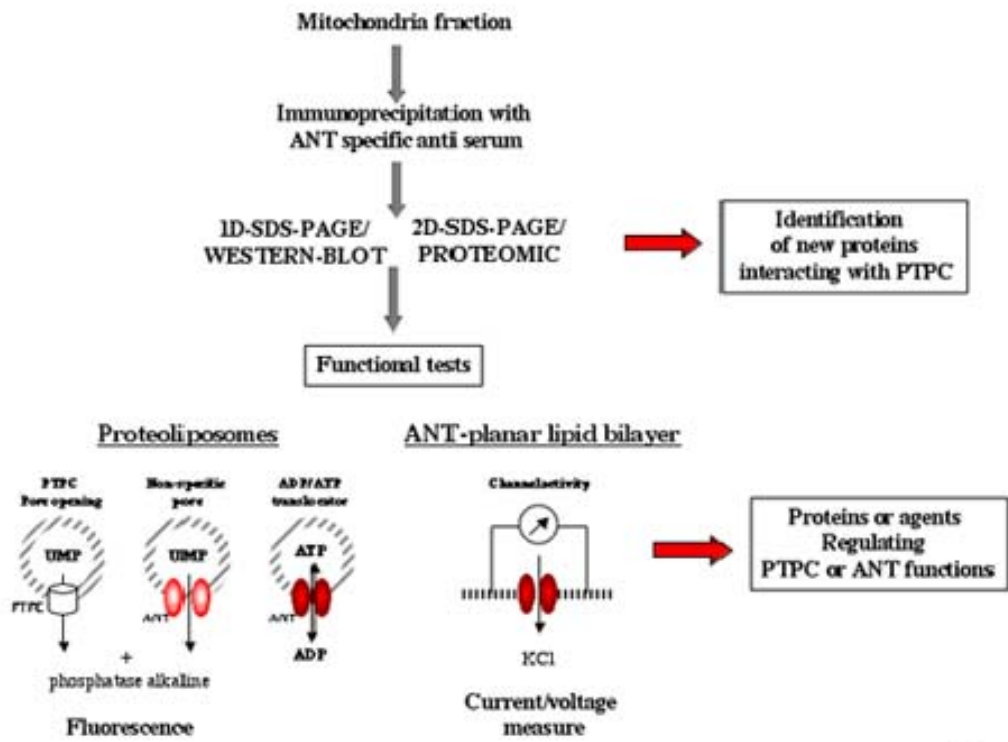 Mitochondria fraction
Immunoprecipitation with
ANT specific anti serum
1D-SDS-PAGE/
WESTERN-BLOT
2D-SDS-PAGE/
PROTEOMIC
Identification
of new proteins
interacting with PTPC
Functional tests
Proteoliposomes
PTPC
Pore opening
UMP
PTPC
Non-specific
pore
UMP
ANT
ADP/ATP
translocator
ATP
ANT
ADP
+
phosphatase alkaline
Fluorescence
ANT-planar lipid bilayer
Channelactivity
KCl
Current/voltage
measure
Proteins or agents
Regulating
PTPC or ANT functions